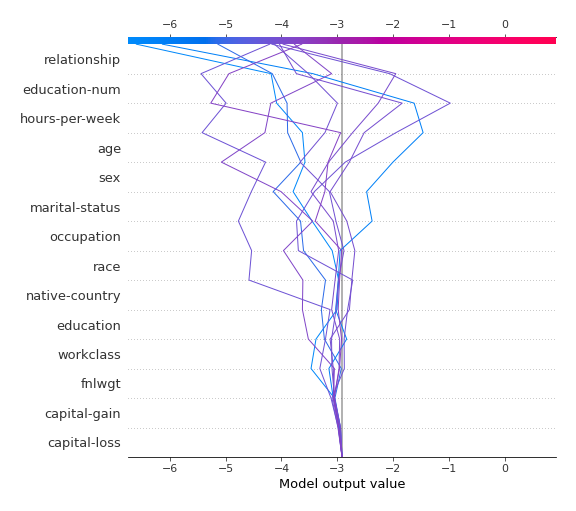 −6 −5 −4 −3 −2 −1 0
relationship
education-num
hours-per-week
age
sex
marital-status
occupation
race
native-country
education
workclass
fnlwgt
capital-gain
capital-loss
−6 −5 −4 −3 −2 −1 0
Model output value